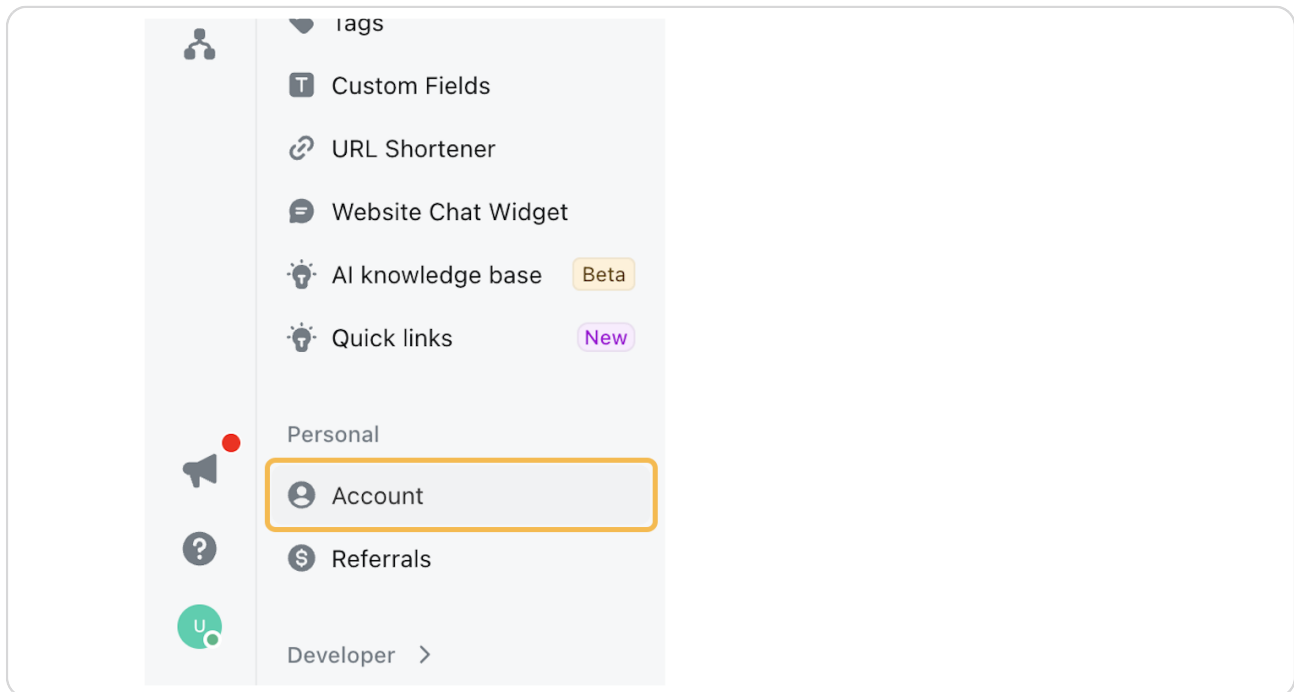 Tags
Custom Fields
URL Shortener
Website Chat Widget
AI knowledge base Beta
Quick links New
Personal
Account
Referrals
U
Developer